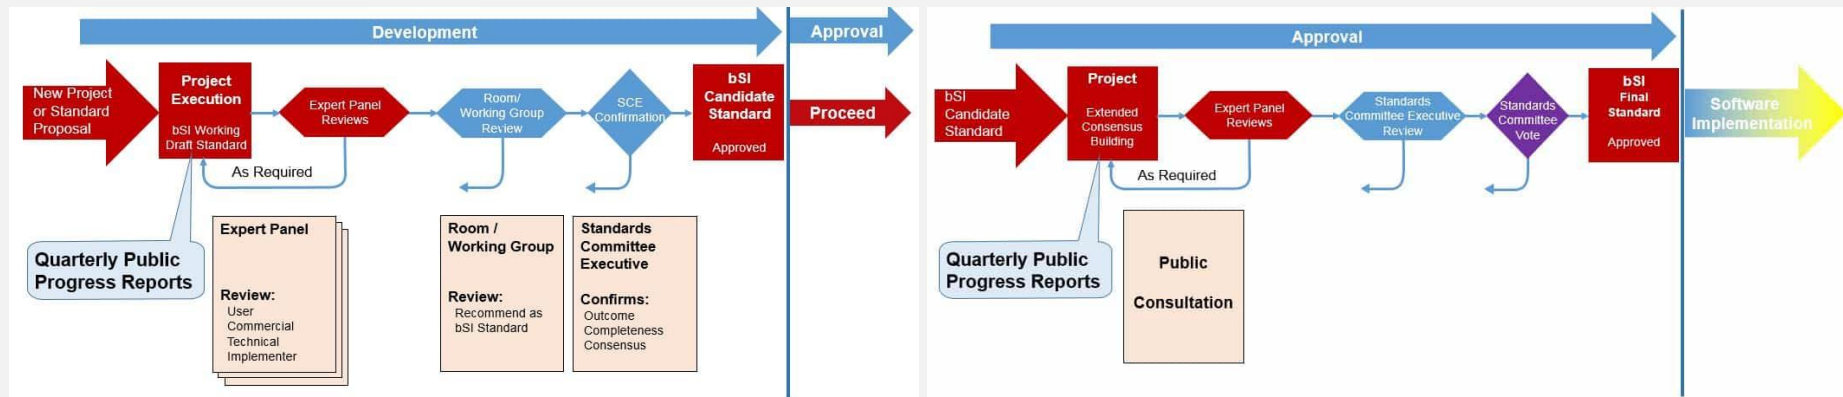 Development
Approval
New Project
or Standard
Proposal
Project
Execution
bSI Working
Draft Standard
Expert Panel
Reviews
Room/
Working Group
Review
SCE
Confirmation
bSI
Candidate
Standard
Approved
Proceed
As Required
Quarterly Public
Progress Reports
Expert Panel
Review:
User
Commercial
Technical
Implementer
Room /
Working Group
Review:
Recommend as
bSI Standard
Standards
Committee
Executive
Confirms:
Outcome
Completeness
Consensus
Approval
bSI
Candidate
Standard
Project
Extended
Consensus
Building
Expert Panel
Reviews
Standards
Committee Executive
Review
Standards
Committee
Vote
bSI
Final
Standard
Approved
Software
Implementation
As Required
Quarterly Public
Progress Reports
Public
Consultation